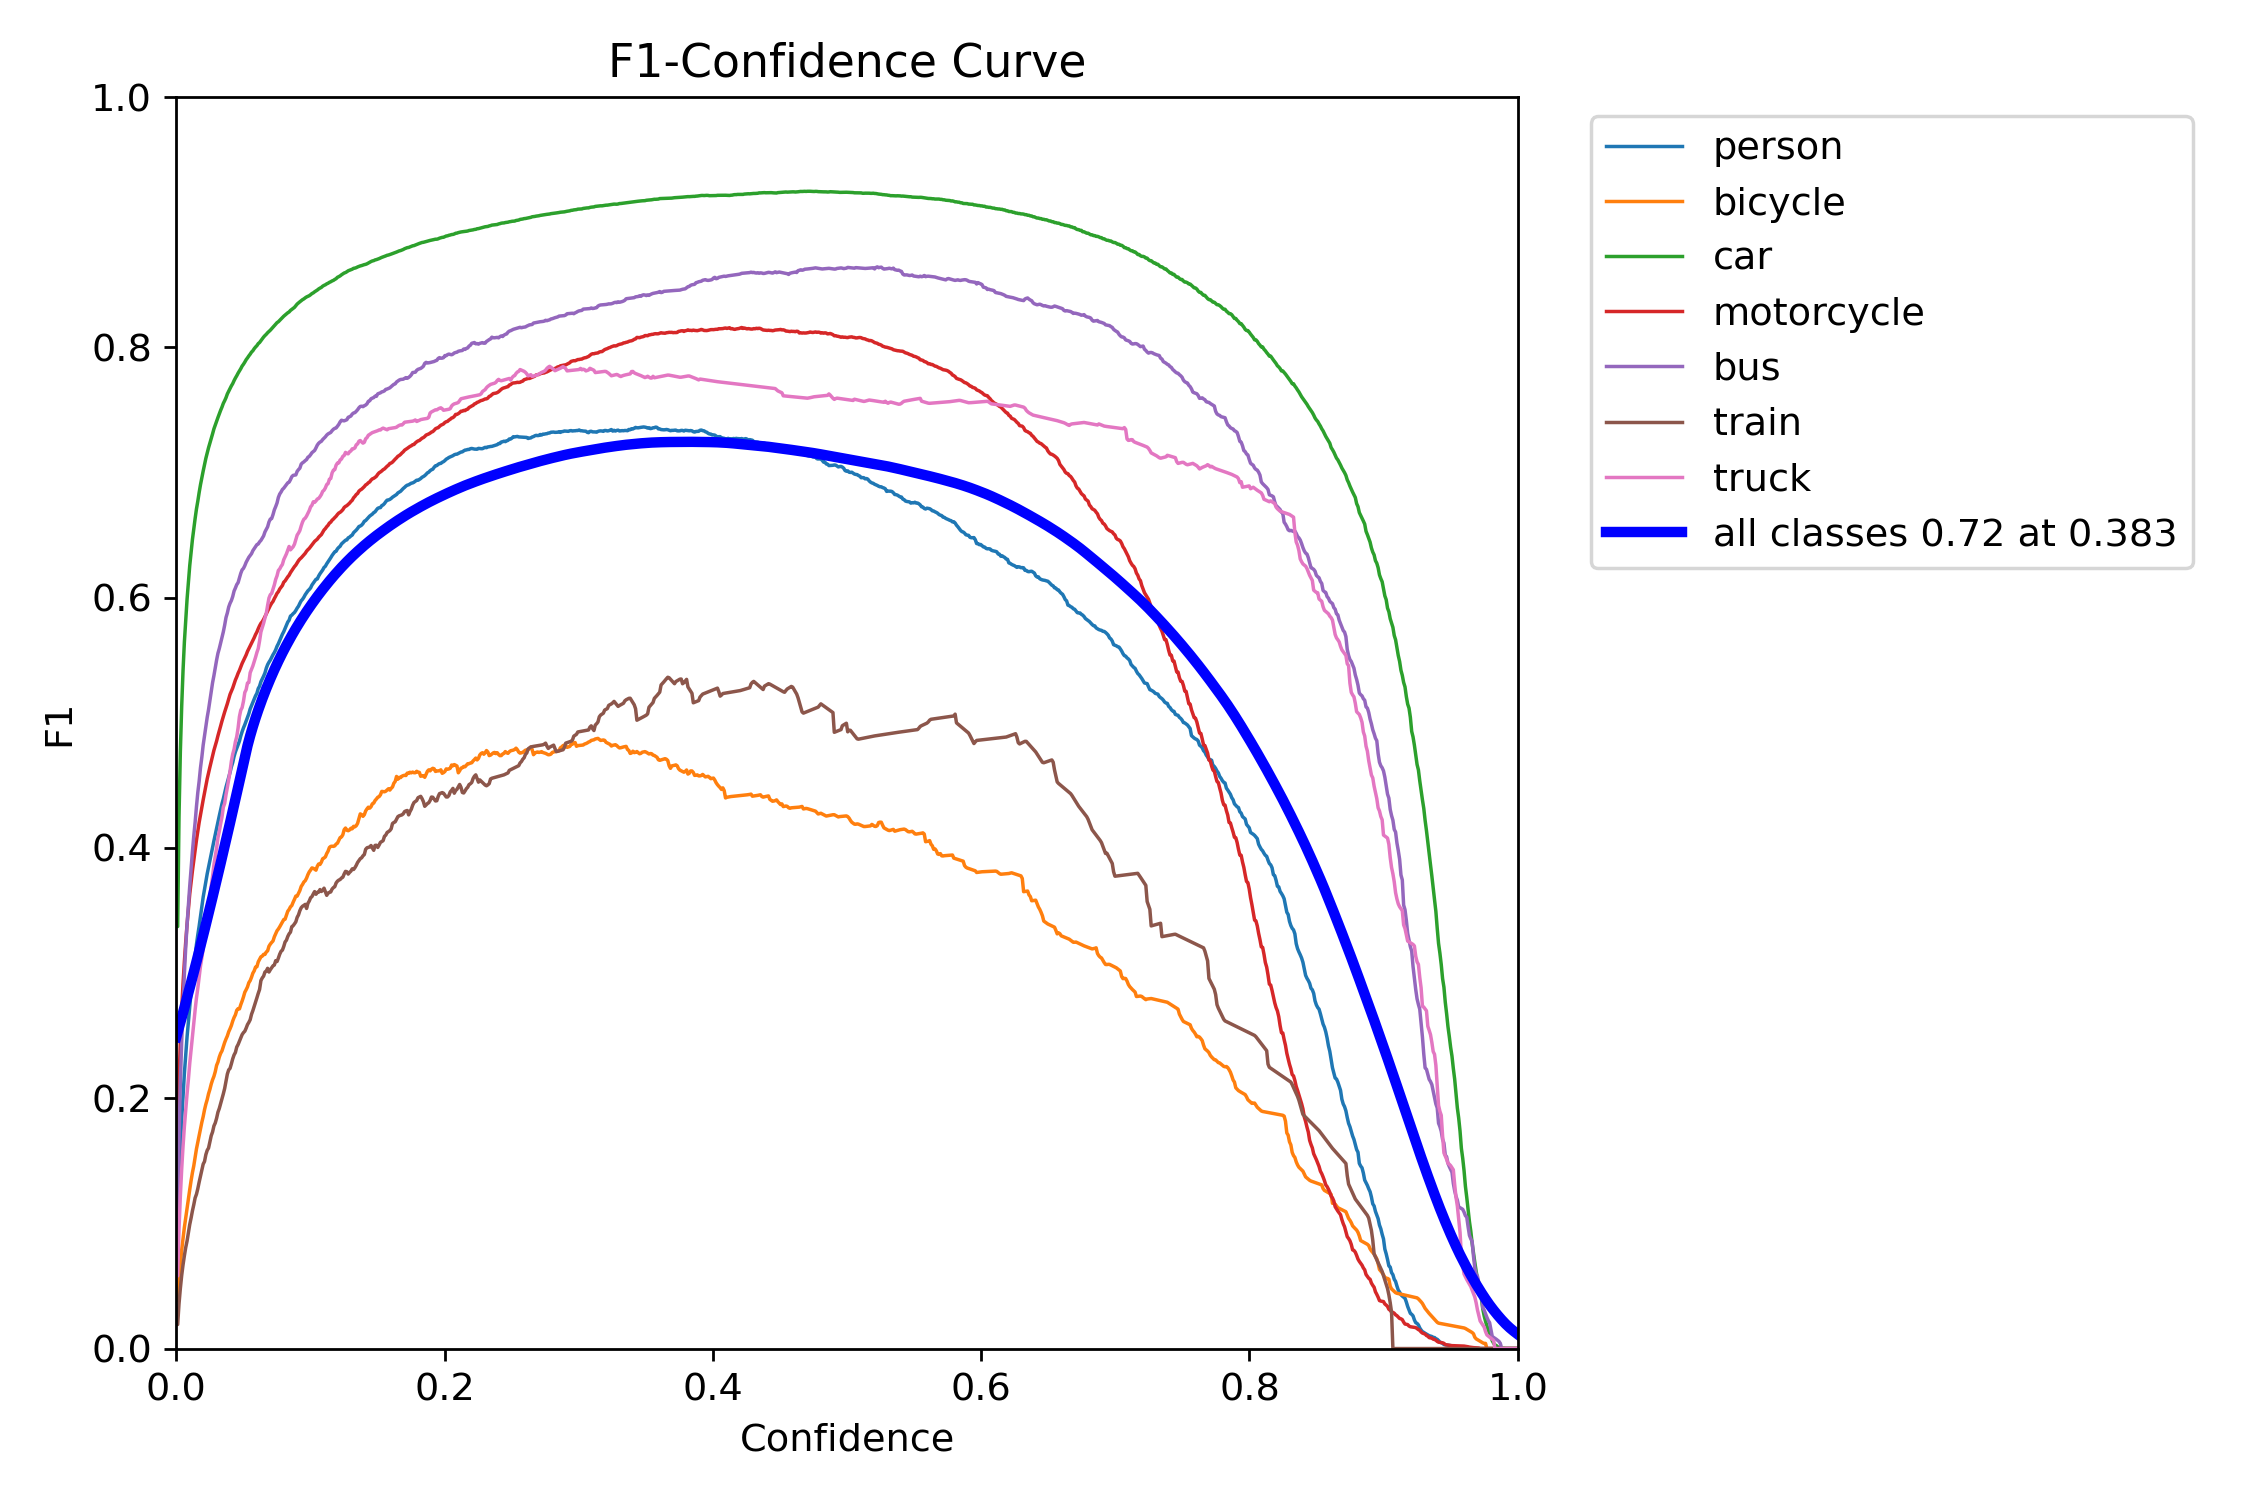 F1-Confidence Curve
1.0
0.8
0.6
0.4
0.2
0.0
F1
0.0 0.2 0.4 0.6 0.8 1.0
Confidence
person
bicycle
car
motorcycle
bus
train
truck
all classes 0.72 at 0.383